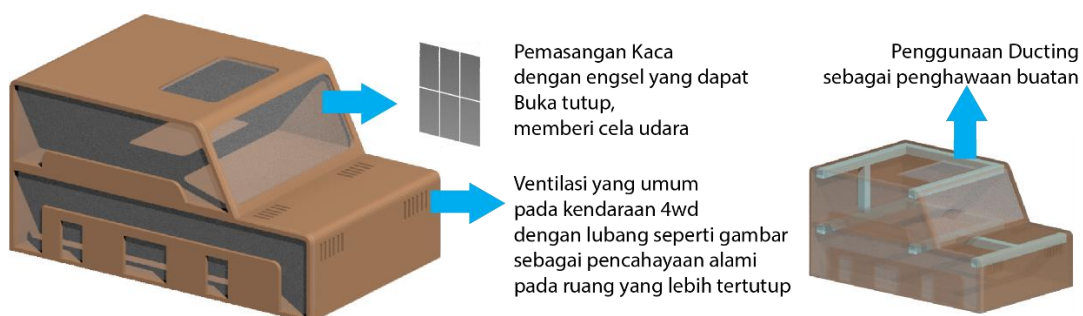 Pemasangan Kaca
dengan engsel yang dapat
Buka tutup,
memberi cela udara
Ventilasi yang umum
pada kendaraan 4wd
dengan lubang seperti gambar
sebagai pencahayaan alami
pada ruang yang lebih tertutup
Penggunaan Ducting
sebagai penghawaan buatan